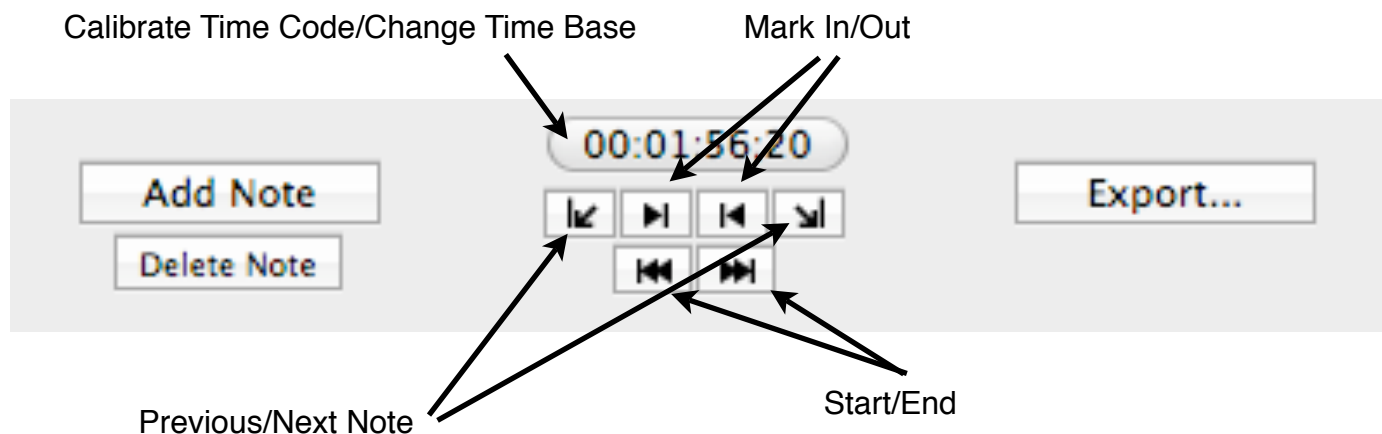 Calibrate Time Code/Change Time Base
Mark In/Out
00:01:56:20
Add Note
Export...
Delete Note
Previous/Next Note
Start/End